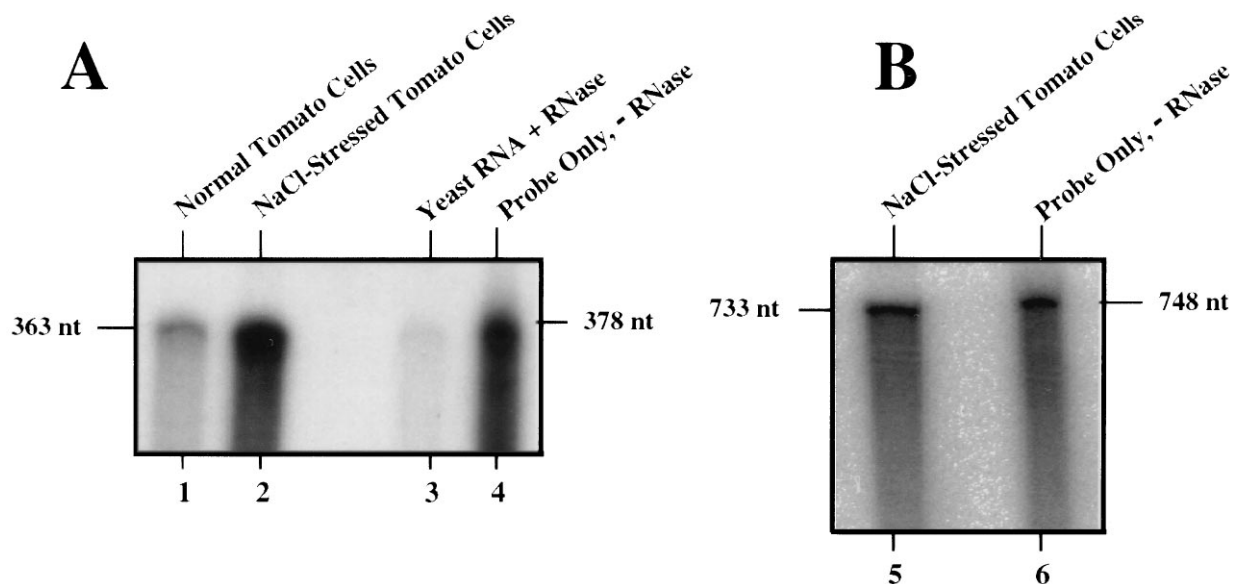 A
Normal Tomato Cells
NaCl-Stressed Tomato Cells
Yeast RNA + RNase
Probe Only, - RNase
363 nt
378 nt
1
2
3
4
B
NaCl-Stressed Tomato Cells
Probe Only, - RNase
733 nt
748 nt
5
6